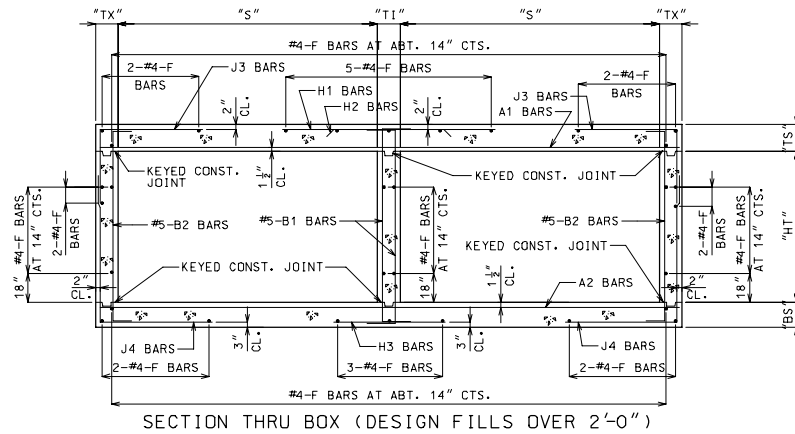 "TX" "S" "TI" "S" "TX"
#4-F BARS AT ABT. 14" CTS.
2-#4-F
BARS
J3 BARS
5-#4-F
BARS
2-#4-F
BARS
H1 BARS
H2 BARS
J3 BARS
A1 BARS
2"
CL.
2"
CL.
"TS"
KEYED CONST.
JOINT
1½"
CL.
KEYED CONST. JOINT
#4-F BARS
AT 14" CTS.
2-#4-F
BARS
#5-B2 BARS
#5-B1 BARS
#4-F BARS
AT 14" CTS.
#5-B2 BARS
#4-F BARS
AT 14" CTS.
2-#4-F
BARS
"HT"
KEYED CONST. JOINT
KEYED CONST. JOINT
18"
2"
CL.
18"
1½"
CL.
A2 BARS
18"
2"
CL.
"BS"
J4 BARS
3"
CL.
H3 BARS
3"
CL.
J4 BARS
2-#4-F BARS
3-#4-F BARS
2-#4-F BARS
#4-F BARS AT ABT. 14" CTS.
SECTION THRU BOX (DESIGN FILLS OVER 2'-0")